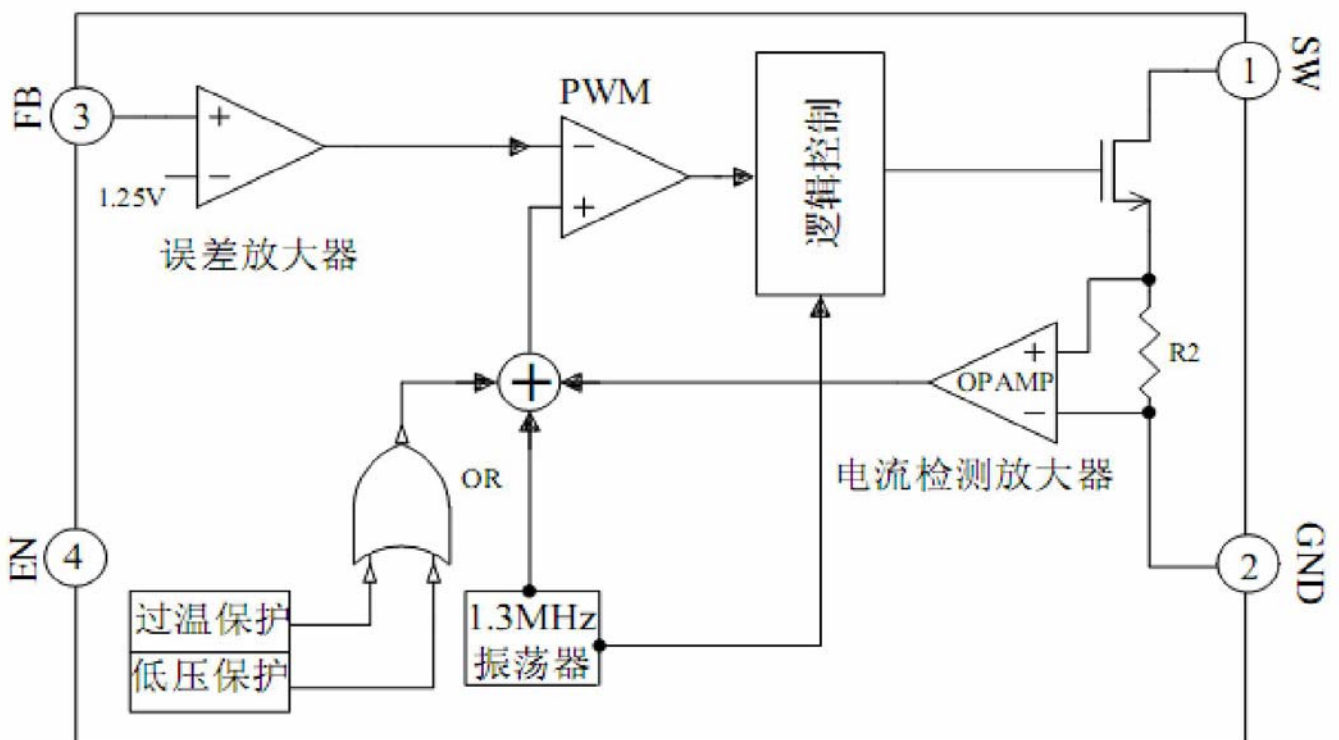 SW
1
FB
3
+
−
1.25V
误差放大器
PWM
−
+
逻辑控制
+
OPAMP
−
R2
电流检测放大器
+
OR
EN
4
GND
2
过温保护
低压保护
1.3MHz
振荡器